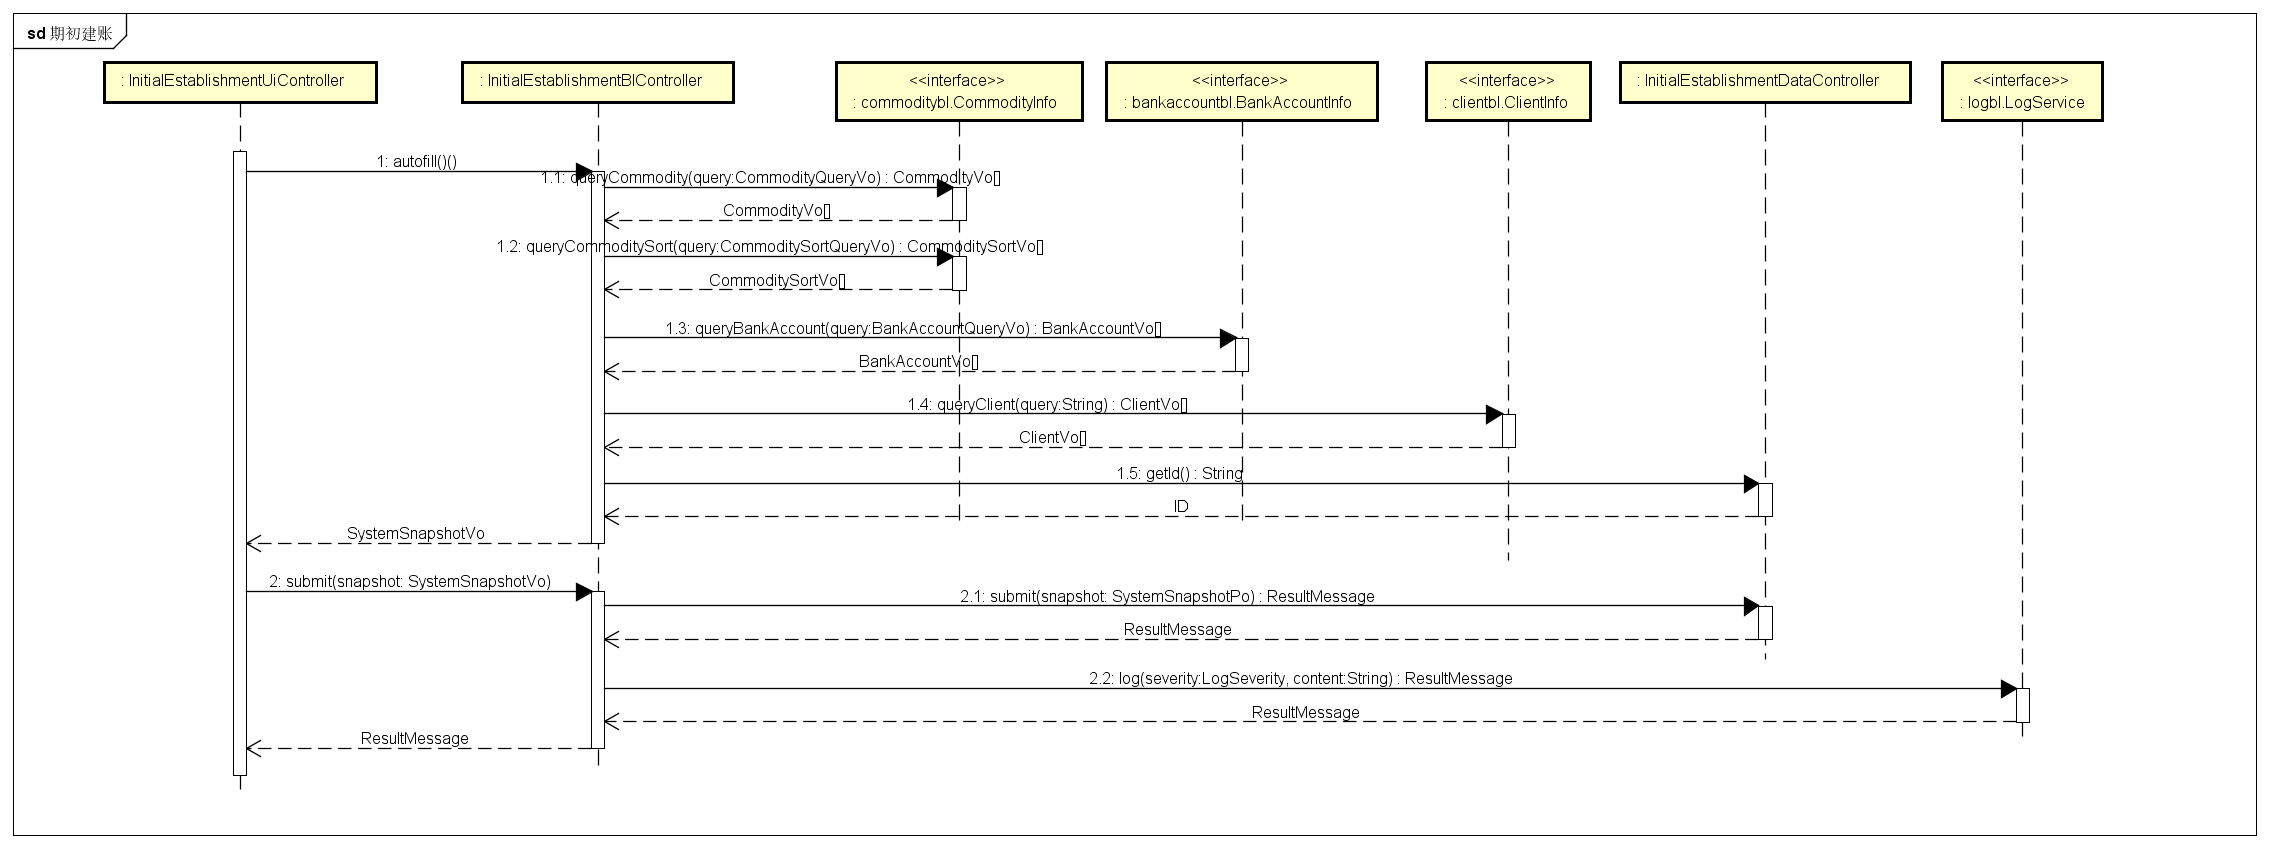 sd 期初建账
: InitialEstablishmentUiController
: InitialEstablishmentBlController
<<interface>>
: commoditybl.CommodityInfo
<<interface>>
: bankaccountbl.BankAccountInfo
<<interface>>
: clientbl.ClientInfo
: InitialEstablishmentDataController
<<interface>>
: logbl.LogService
1: autofill()()
1.1: queryCommodity(query:CommodityQueryVo) : CommodityVo[]
CommodityVo[]
1.2: queryCommoditySort(query:CommoditySortQueryVo) : CommoditySortVo[]
CommoditySortVo[]
1.3: queryBankAccount(query:BankAccountQueryVo) : BankAccountVo[]
BankAccountVo[]
1.4: queryClient(query:String) : ClientVo[]
ClientVo[]
1.5: getId() : String
ID
SystemSnapshotVo
2: submit(snapshot: SystemSnapshotVo)
2.1: submit(snapshot: SystemSnapshotPo) : ResultMessage
ResultMessage
2.2: log(severity:LogSeverity, content:String) : ResultMessage
ResultMessage
ResultMessage